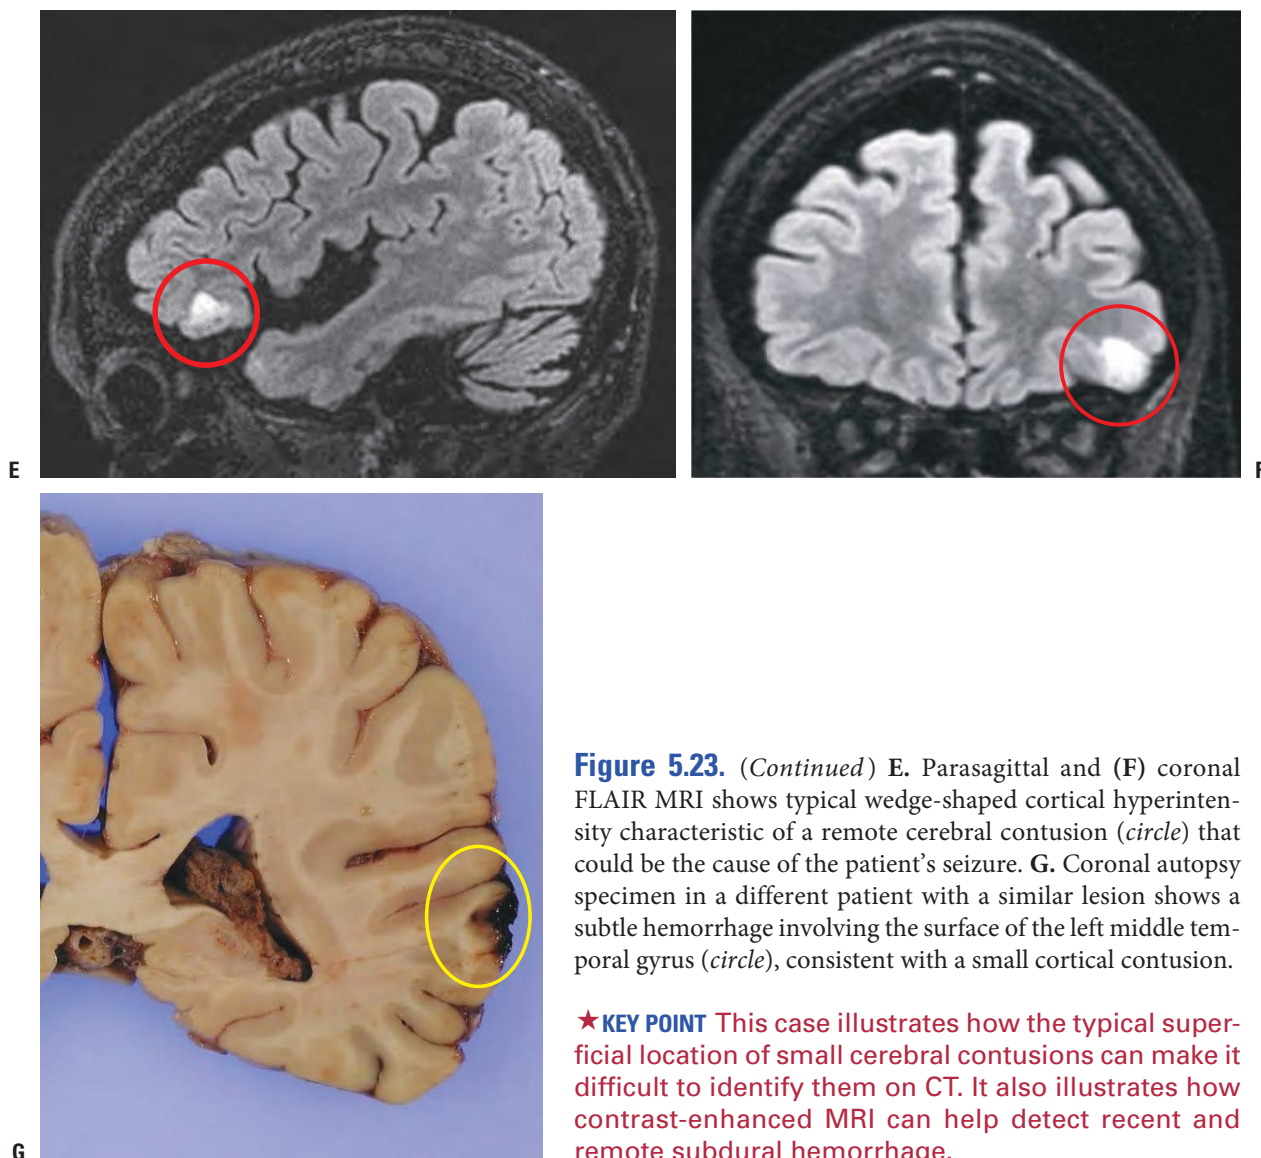 E
F
G
Figure 5.23. (Continued) E. Parasagittal and (F) coronal
FLAIR MRI shows typical wedge-shaped cortical hyperinten-
sity characteristic of a remote cerebral contusion (circle) that
could be the cause of the patient's seizure. G. Coronal autopsy
specimen in a different patient with a similar lesion shows a
subtle hemorrhage involving the surface of the left middle tem-
poral gyrus (circle), consistent with a small cortical contusion.
★KEY POINT This case illustrates how the typical super-
ficial location of small cerebral contusions can make it
difficult to identify them on CT. It also illustrates how
contrast-enhanced MRI can help detect recent and
remote subdural hemorrhage.